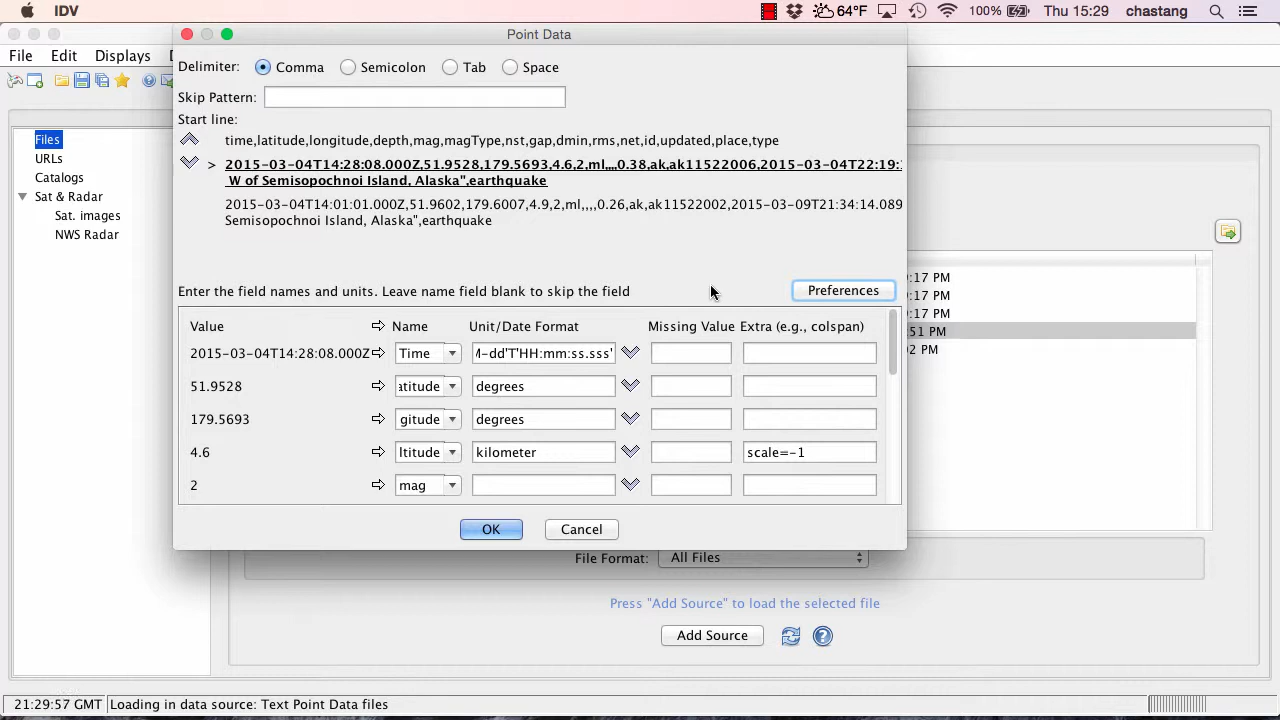 IDV 64°F 100% Thu 15:29 chastang
Point Data
File Edit Displays
Delimiter: Comma Semicolon Tab Space
Skip Pattern:
Start line:
time,latitude,longitude,depth,mag,magType,nst,gap,dmin,rms,net,id,updated,place,type
> 2015-03-04T14:28:08.000Z,51.9528,179.5693,4.6,2,ml,,,,0.38,ak,ak11522006,2015-03-04T22:19:
W of Semisopochnoi Island, Alaska",earthquake
2015-03-04T14:01:01.000Z,51.9602,179.6007,4.9,2,ml,,,,0.26,ak,ak11522002,2015-03-09T21:34:14.089
Semisopochnoi Island, Alaska",earthquake
Files
URLs
Catalogs
Sat & Radar
Sat. images
NWS Radar
:17 PM
:17 PM
:17 PM
:51 PM
2 PM
Enter the field names and units. Leave name field blank to skip the field Preferences
Value Name Unit/Date Format Missing Value Extra (e.g., colspan)
2015-03-04T14:28:08.000Z Time M-dd'T'HH:mm:ss.sss'
51.9528 atitude degrees
179.5693 gitude degrees
4.6 ltitude kilometer scale=-1
2 mag
OK Cancel
File Format: All Files
Press "Add Source" to load the selected file
Add Source
21:29:57 GMT Loading in data source: Text Point Data files